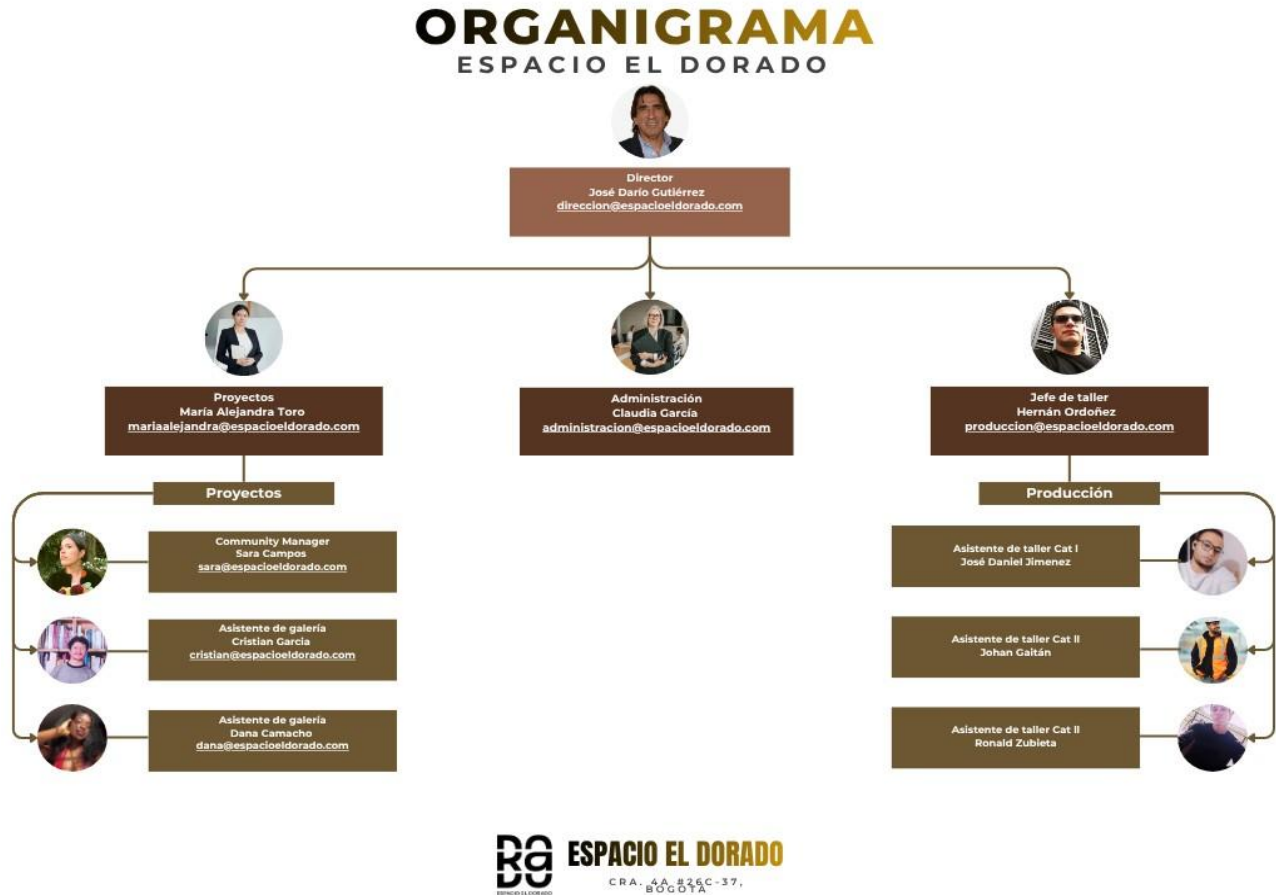 ORGANIGRAMA
ESPACIO EL DORADO
Director
José Darío Gutiérrez
direccion@espacioeldorado.com
Proyectos
María Alejandra Toro
mariaalejandra@espacioeldorado.com
Administración
Claudia García
administracion@espacioeldorado.com
Jefe de taller
Hernán Ordoñez
produccion@espacioeldorado.com
Proyectos
Community Manager
Sara Campos
sara@espacioeldorado.com
Asistente de galería
Cristian Garcia
cristian@espacioeldorado.com
Asistente de galería
Dana Camacho
dana@espacioeldorado.com
Producción
Asistente de taller Cat I
José Daniel Jimenez
Asistente de taller Cat II
Johan Gaitán
Asistente de taller Cat II
Ronald Zubieta
ESPACIO EL DORADO
ESPACIO EL DORADO
CRA. 4A #26C-37,
BOGOTÁ